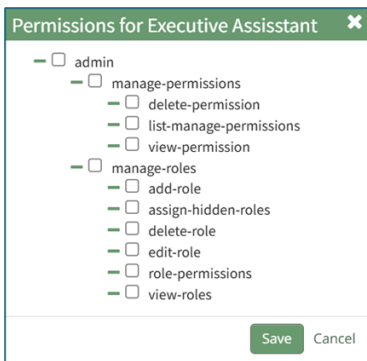 Permissions for Executive Assisstant
admin
manage-permissions
delete-permission
list-manage-permissions
view-permission
manage-roles
add-role
assign-hidden-roles
delete-role
edit-role
role-permissions
view-roles
Save Cancel